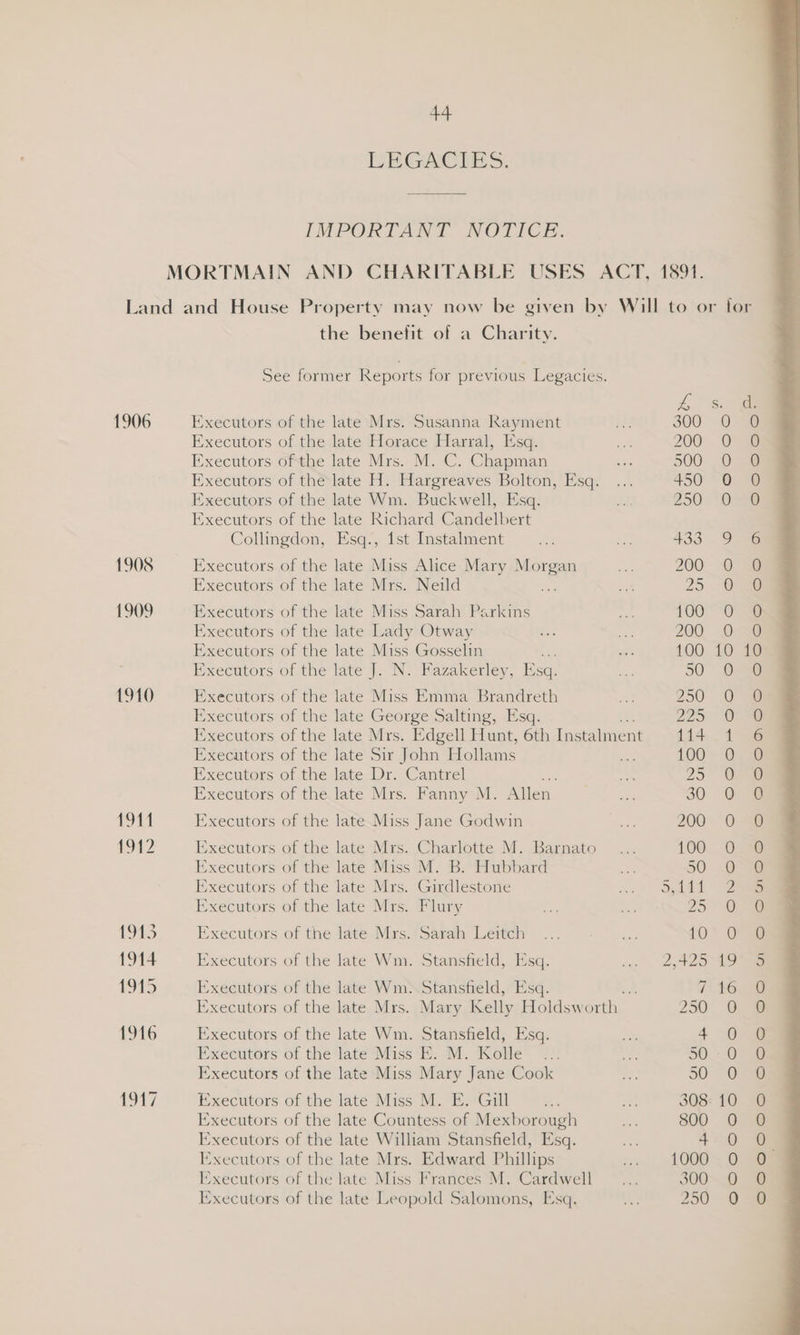 44
LEGACIES.
IMPORTANT NOTICE.
MORTMAIN AND CHARITABLE USES ACT, 1891.
Land and House Property may now be given by Will to or for
the benefit of a Charity.
See former Reports for previous Legacies.
£ s. d.
1906 Executors of the late Mrs. Susanna Rayment ... 300 0 0
Executors of the late Horace Harral, Esq. ... 200 0 0
Executors of the late Mrs. M. C. Chapman ... 500 0 0
Executors of the late H. Hargreaves Bolton, Esq. ... 450 0 0
Executors of the late Wm. Buckwell, Esq. ... 250 0 0
Executors of the late Richard Candelbert
Collingdon, Esq., 1st Instalment ... ... 433 9 6
1908 Executors of the late Miss Alice Mary Morgan ... 200 0 0
Executors of the late Mrs. Neild ... ... 25 0 0
1909 Executors of the late Miss Sarah Parkins ... 100 0 0
Executors of the late Lady Otway ... ... 200 0 0
Executors of the late Miss Gosselin ... ... 100 10 10
Executors of the late J. N. Fazakerley, Esq. ... 50 0 0
1910 Executors of the late Miss Emma Brandreth ... 250 0 0
Executors of the late George Salting, Esq. ... 225 0 0
Executors of the late Mrs. Edgell Hunt, 6th Instalment 114 1 6
Executors of the late Sir John Hollams ... 100 0 0
Executors of the late Dr. Cantrel ... ... 25 0 0
Executors of the late Mrs. Fanny M. Allen ... 30 0 0
1911 Executors of the late Miss Jane Godwin ... 200 0 0
1912 Executors of the late Mrs. Charlotte M. Barnato ... 100 0 0
Executors of the late Miss M. B. Hubbard ... 50 0 0
Executors of the late Mrs. Girdlestone ... 5,111 2 5
Executors of the late Mrs. Flury ... ... 25 0 0
1913 Executors of the late Mrs. Sarah Leitch ... ... 10 0 0
1914 Executors of the late Wm. Stansfield, Esq. ... 2,425 19 5
1915 Executors of the late Wm. Stansfield, Esq. ... 7 16 0
Executors of the late Mrs. Mary Kelly Holdsworth 250 0 0
1916 Executors of the late Wm. Stansfield, Esq. ... 4 0 0
Executors of the late Miss E. M. Kolle ... ... 50 0 0
Executors of the late Miss Mary Jane Cook ... 50 0 0
1917 Executors of the late Miss M. E. Gill ... ... 308 10 0
Executors of the late Countess of Mexborough ... 800 0 0
Executors of the late William Stansfield, Esq. ... 4 0 0
Executors of the late Mrs. Edward Phillips ... 1000 0 0
Executors of the late Miss Frances M. Cardwell ... 300 0 0
Executors of the late Leopold Salomons, Esq. ... 250 0 0